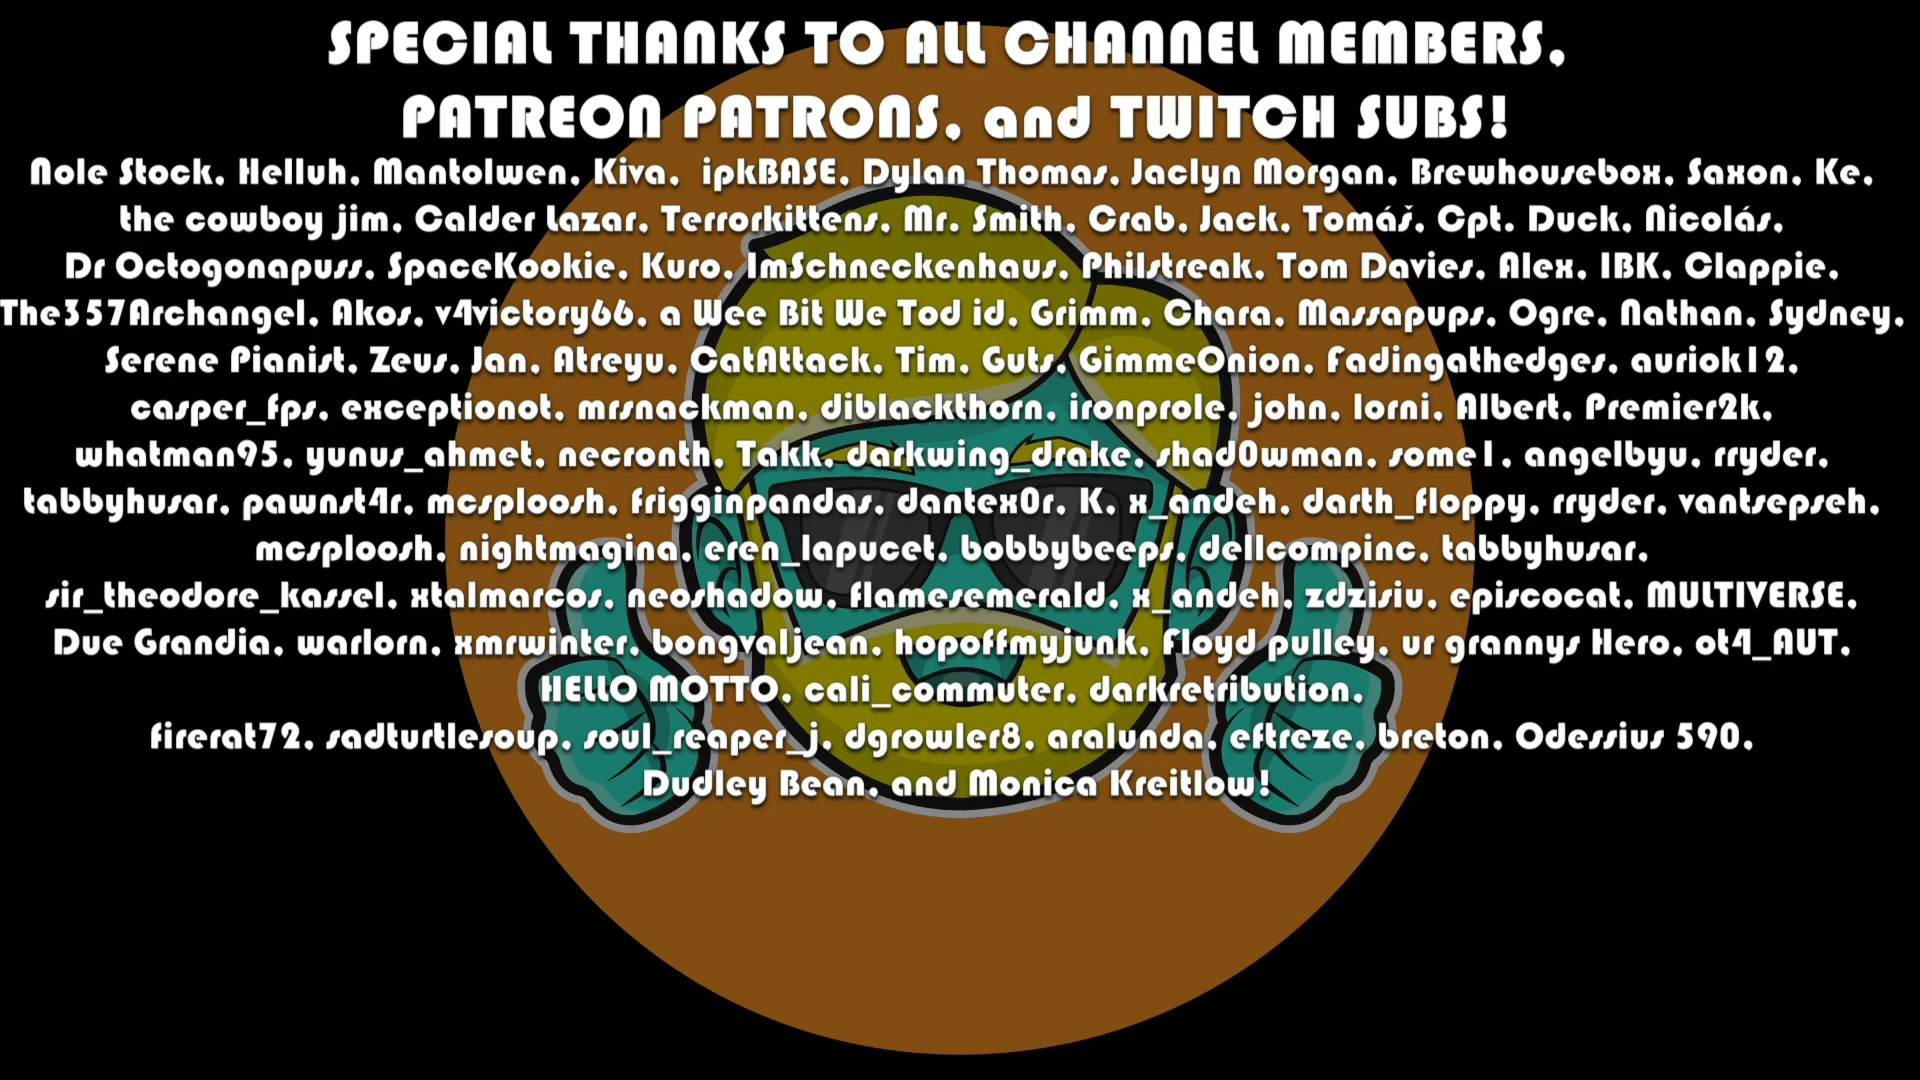 SPECIAL THANKS TO ALL CHANNEL MEMBERS,
PATREON PATRONS, and TWITCH SUBS!
Nole Stock, Helluh, Mantolwen, Kiva, ipkBASE, Dylan Thomas, Jaclyn Morgan, Brewhousebox, Saxon, Ke,
the cowboy jim, Calder Lazar, Terrorkittens, Mr. Smith, Crab, Jack, Tomáš, Cpt. Duck, Nicolás,
Dr Octogonapuss, SpaceKookie, Kuro, ImSchneckenhaus, Philstreak, Tom Davies, Alex, IBK, Clappie,
The357Archangel, Akos, v4victory66, a Wee Bit We Tod id, Grimm, Chara, Massapups, Ogre, Nathan, Sydney,
Serene Pianist, Zeus, Jan, Atreyu, CatAttack, Tim, Guts, GimmeOnion, Fadingathedges, auriok12,
casper_fps, exceptionot, mrsnackman, diblackthorn, ironprole, john, lorni, Albert, Premier2k,
whatman95, yunus_ahmet, necronth, Takk, darkwing_drake, shad0wman, some1, angelbyu, rryder,
tabbyhusar, pawnst4r, mcsploosh, frigginpandas, dantex0r, K, x_andeh, darth_floppy, rryder, vantsepseh,
mcsploosh, nightmagina, eren_lapucet, bobbybeeps, dellcompinc, tabbyhusar,
sir_theodore_kassel, xtalmarcos, neoshadow, flamesemerald, x_andeh, zdzisiu, episcocat, MULTIVERSE,
Due Grandia, warlorn, xmrwinter, bongvaljean, hopoffmyjunk, Floyd pulley, ur grannys Hero, ot4_AUT,
HELLO MOTTO, cali_commuter, darkretribution,
firerat72, sadturtlesoup, soul_reaper_j, dgrowler8, aralunda, eftreze, breton, Odessius 590,
Dudley Bean, and Monica Kreitlow!